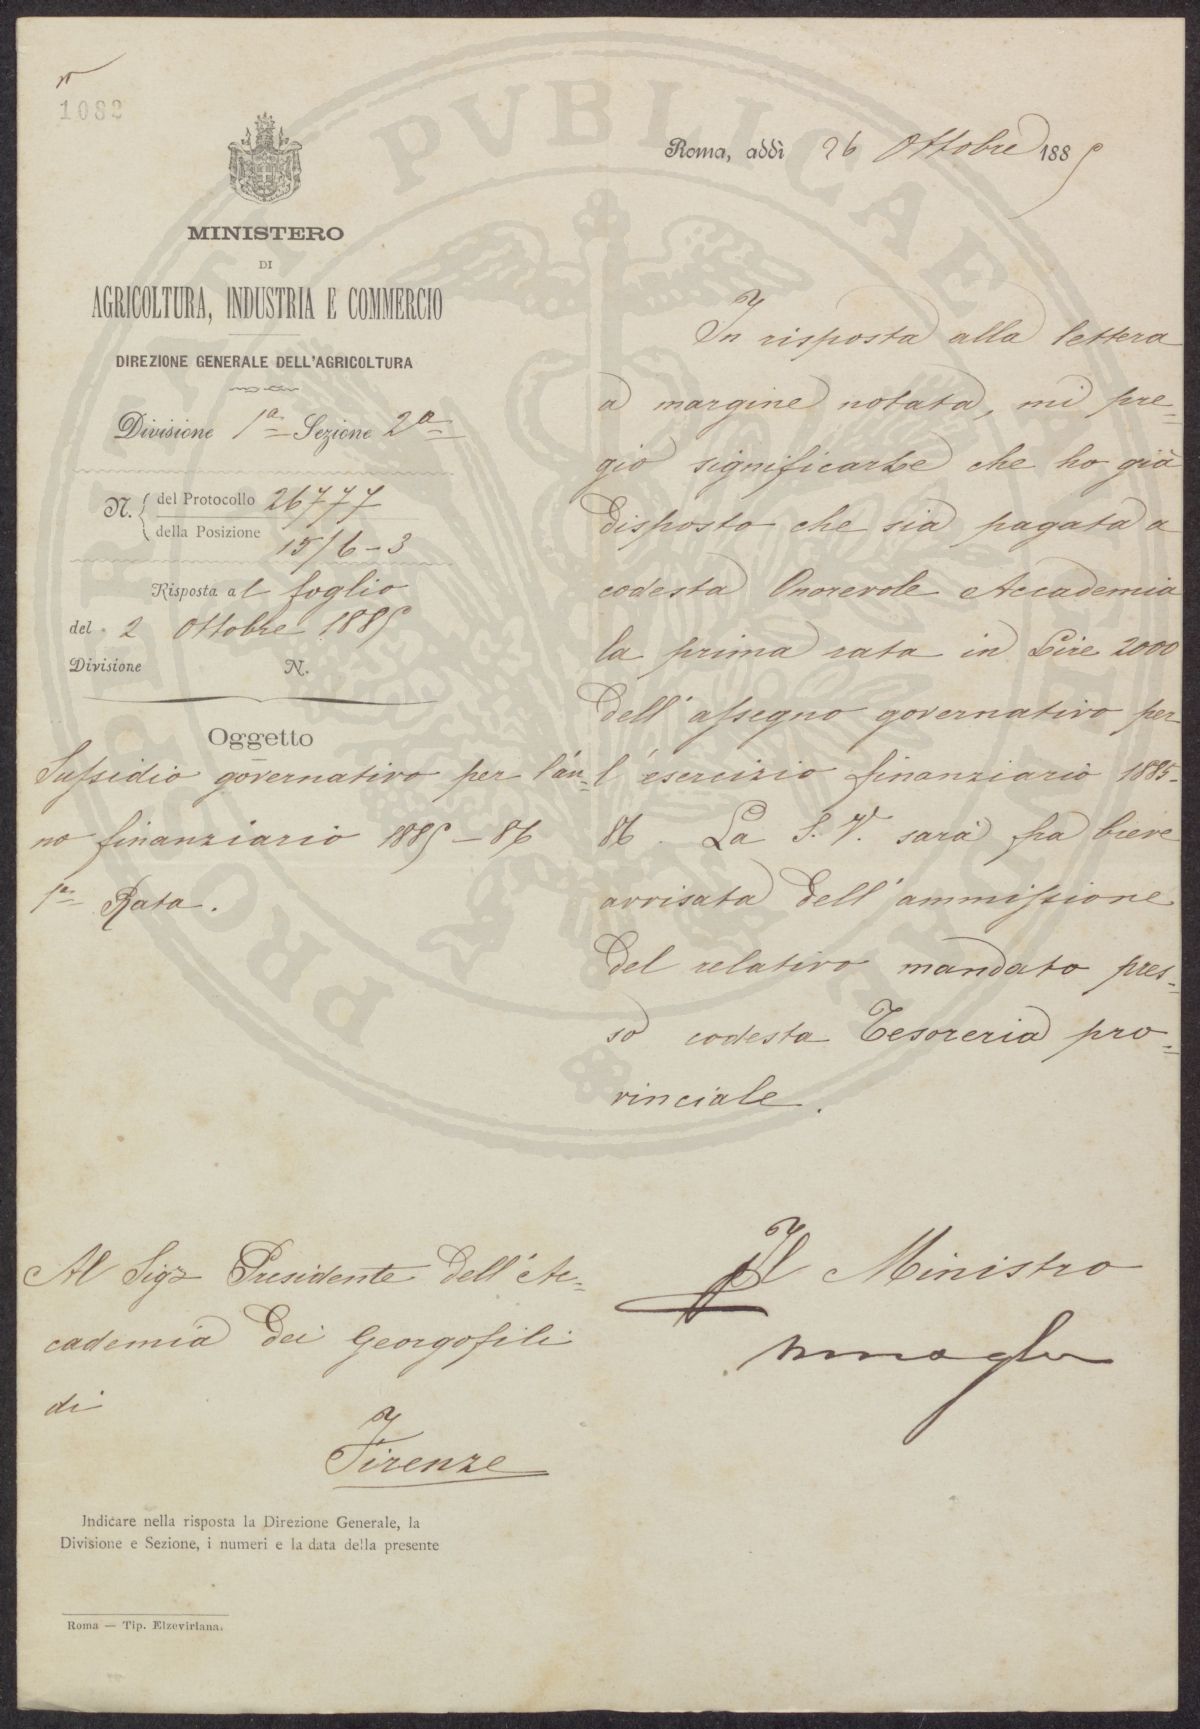 1082
MINISTERO
DI
AGRICOLTURA, INDUSTRIA E COMMERCIO
DIREZIONE GENERALE DELL'AGRICOLTURA
Divisione 1ª Sezione 2ª
N. del Protocollo 26777
della Posizione 15/6-3
Risposta al foglio
del 2 Ottobre 1885
Divisione N.
Oggetto
Sussidio governativo per l'an=
no finanziario 1885-86
1ª Rata.
Roma, addì 26 Ottobre 1885
In risposta alla lettera
a margine notata, mi pre=
gio significarLe che ho già
disposto che sia pagata a
codesta Onorevole Accademia
la prima rata in Lire 2000
dell'assegno governativo per
l'esercizio finanziario 1885-
86. La S. V. sarà fra breve
avvisata dell'ammissione
del relativo mandato pres=
so codesta Tesoreria pro=
vinciale.
Il Ministro
Al Sigr Presidente dell'Ac=
cademia dei Georgofili
di
Firenze
Indicare nella risposta la Direzione Generale, la
Divisione e Sezione, i numeri e la data della presente
Roma — Tip. Elzeviriana.
PROSPERITATI PVBLICAE